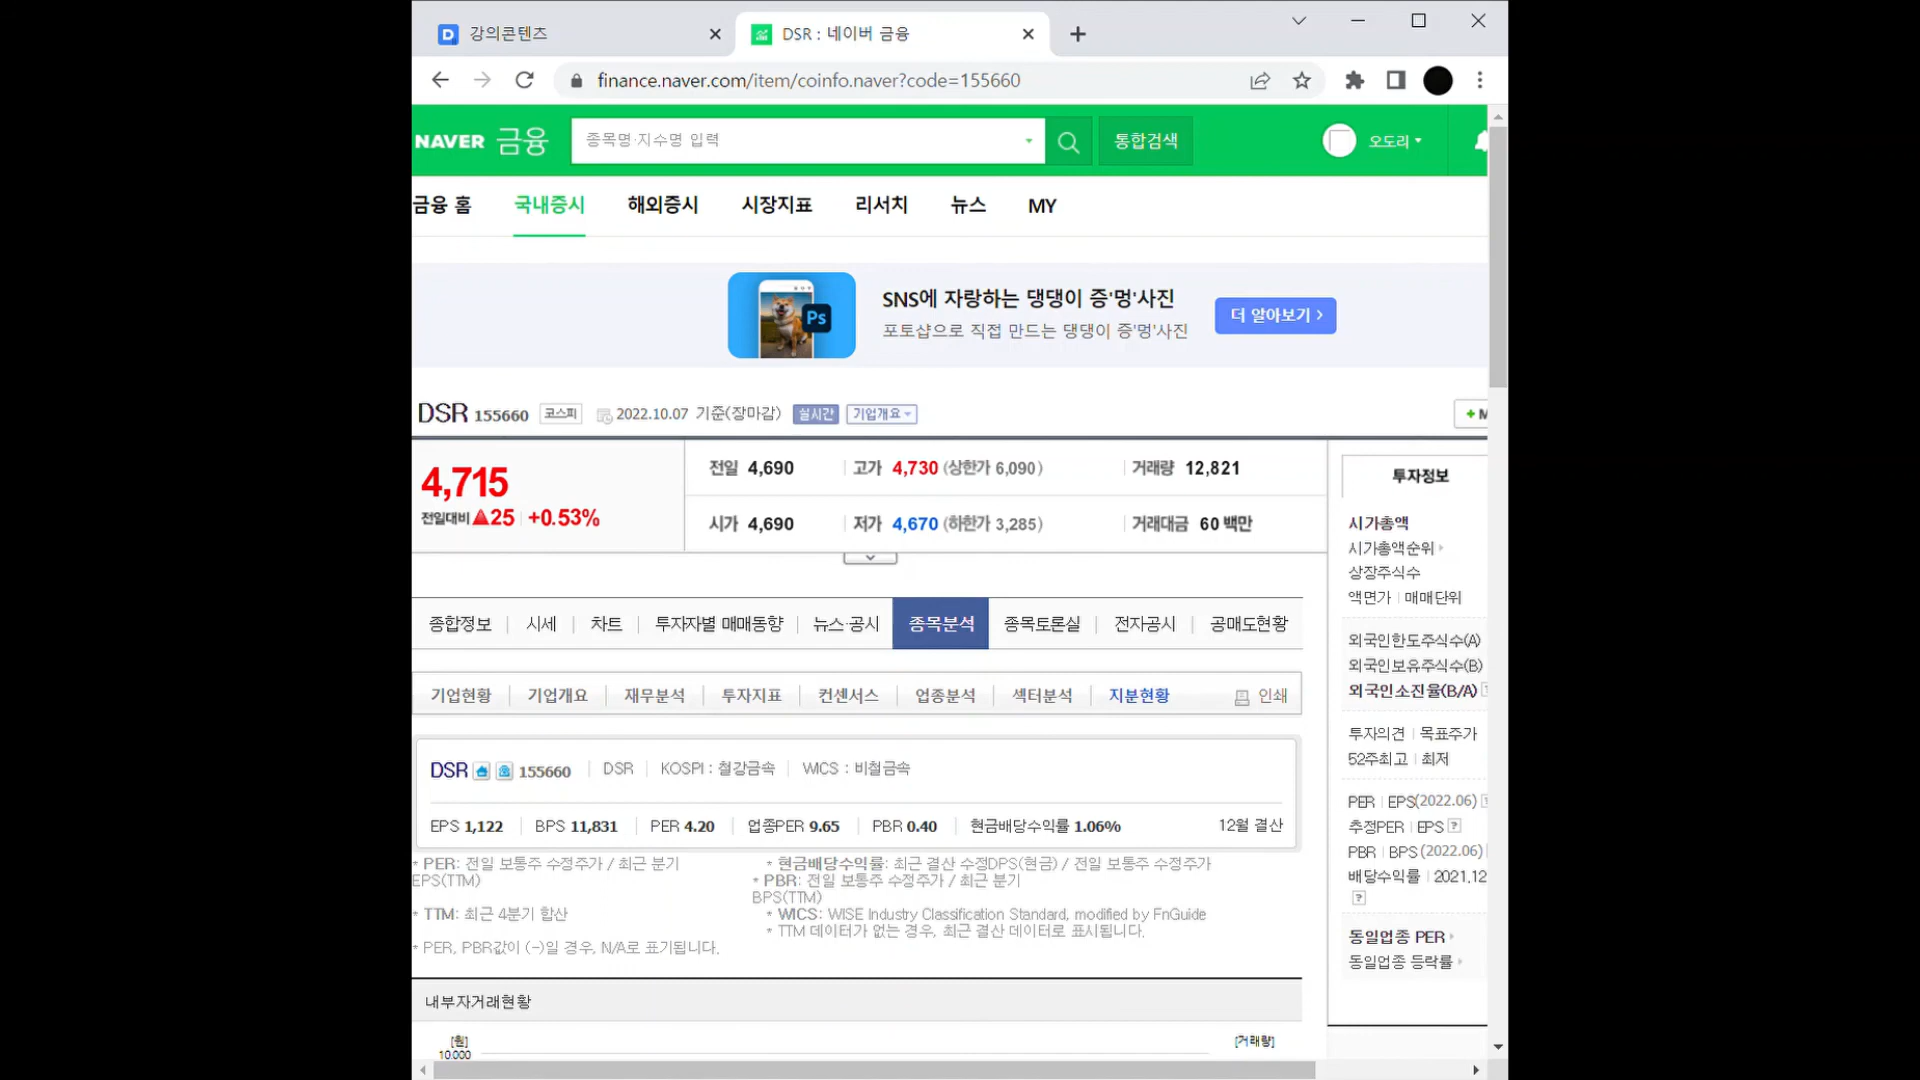 강의콘텐츠
DSR : 네이버 금융
finance.naver.com/item/coinfo.naver?code=155660
NAVER 금융
종목명·지수명 입력
통합검색
오도리
금융 홈 국내증시 해외증시 시장지표 리서치 뉴스 MY
Ps
SNS에 자랑하는 댕댕이 증'멍'사진
포토샵으로 직접 만드는 댕댕이 증'멍'사진
더 알아보기 >
DSR 155660 코스피 2022.10.07 기준(장마감) 실시간 기업개요
4,715
전일대비 ▲25 +0.53%
전일 4,690 고가 4,730 (상한가 6,090) 거래량 12,821
시가 4,690 저가 4,670 (하한가 3,285) 거래대금 60 백만
종합정보 시세 차트 투자자별 매매동향 뉴스·공시 종목분석 종목토론실 전자공시 공매도현황
기업현황 기업개요 재무분석 투자지표 컨센서스 업종분석 섹터분석 지분현황 인쇄
DSR 155660 DSR KOSPI : 철강금속 WICS : 비철금속
EPS 1,122 BPS 11,831 PER 4.20 업종PER 9.65 PBR 0.40 현금배당수익률 1.06% 12월 결산
* PER: 전일 보통주 수정주가 / 최근 분기
EPS(TTM)
* TTM: 최근 4분기 합산
* PER, PBR값이 (-)일 경우, N/A로 표기됩니다.
* 현금배당수익률: 최근 결산 수정DPS(현금) / 전일 보통주 수정주가
* PBR: 전일 보통주 수정주가 / 최근 분기
BPS(TTM)
* WICS: WISE Industry Classification Standard, modified by FnGuide
* TTM 데이터가 없는 경우, 최근 결산 데이터로 표시됩니다.
내부자거래현황
[원]
10,000
[거래량]
+ M
투자정보
시가총액
시가총액순위
상장주식수
액면가 | 매매단위
외국인한도주식수(A)
외국인보유주식수(B)
외국인소진율(B/A)
투자의견 | 목표주가
52주최고 | 최저
PER | EPS(2022.06)
추정PER | EPS ?
PBR | BPS (2022.06)
배당수익률 | 2021.12
?
동일업종 PER
동일업종 등락률